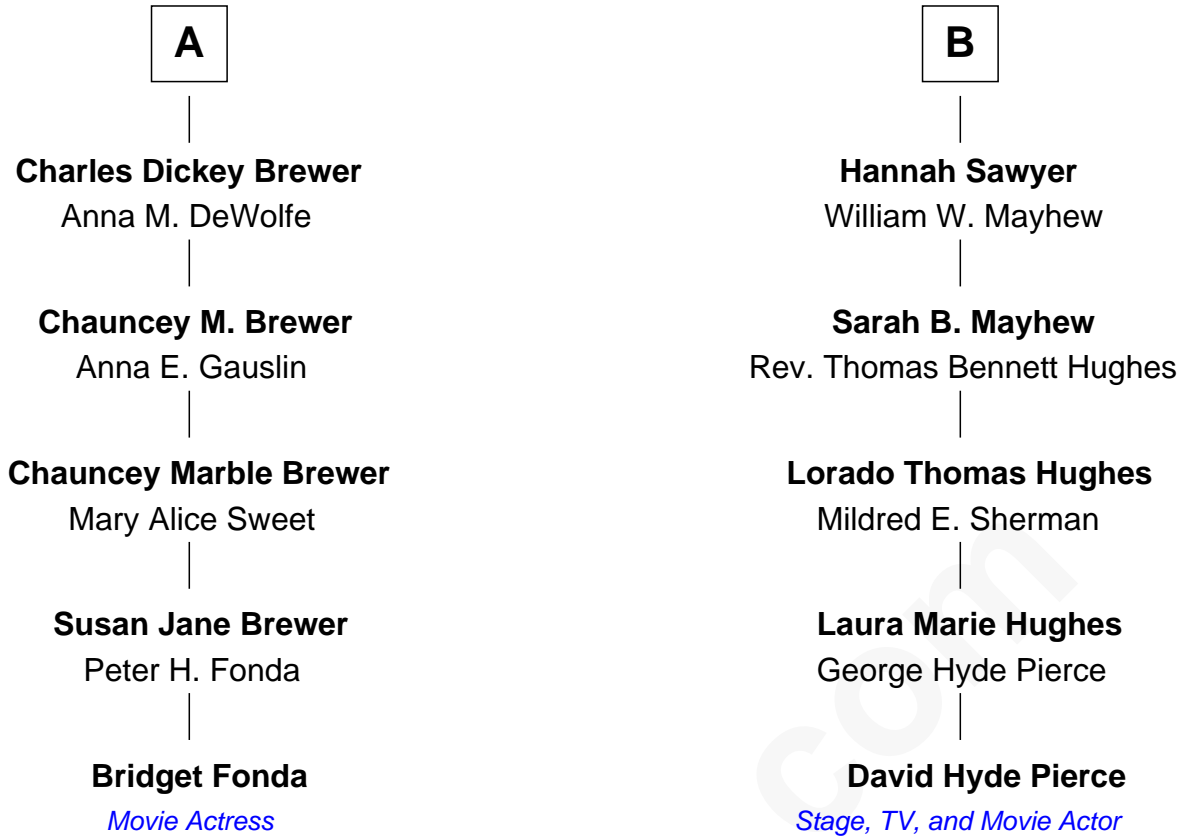 A
Charles Dickey Brewer
Anna M. DeWolfe
Chauncey M. Brewer
Anna E. Gauslin
Chauncey Marble Brewer
Mary Alice Sweet
Susan Jane Brewer
Peter H. Fonda
Bridget Fonda
Movie Actress
B
Hannah Sawyer
William W. Mayhew
Sarah B. Mayhew
Rev. Thomas Bennett Hughes
Lorado Thomas Hughes
Mildred E. Sherman
Laura Marie Hughes
George Hyde Pierce
David Hyde Pierce
Stage, TV, and Movie Actor
com